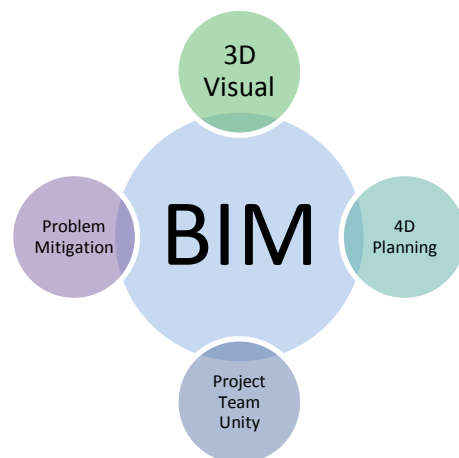 3D
Visual
Problem
Mitigation
BIM
4D
Planning
Project
Team
Unity